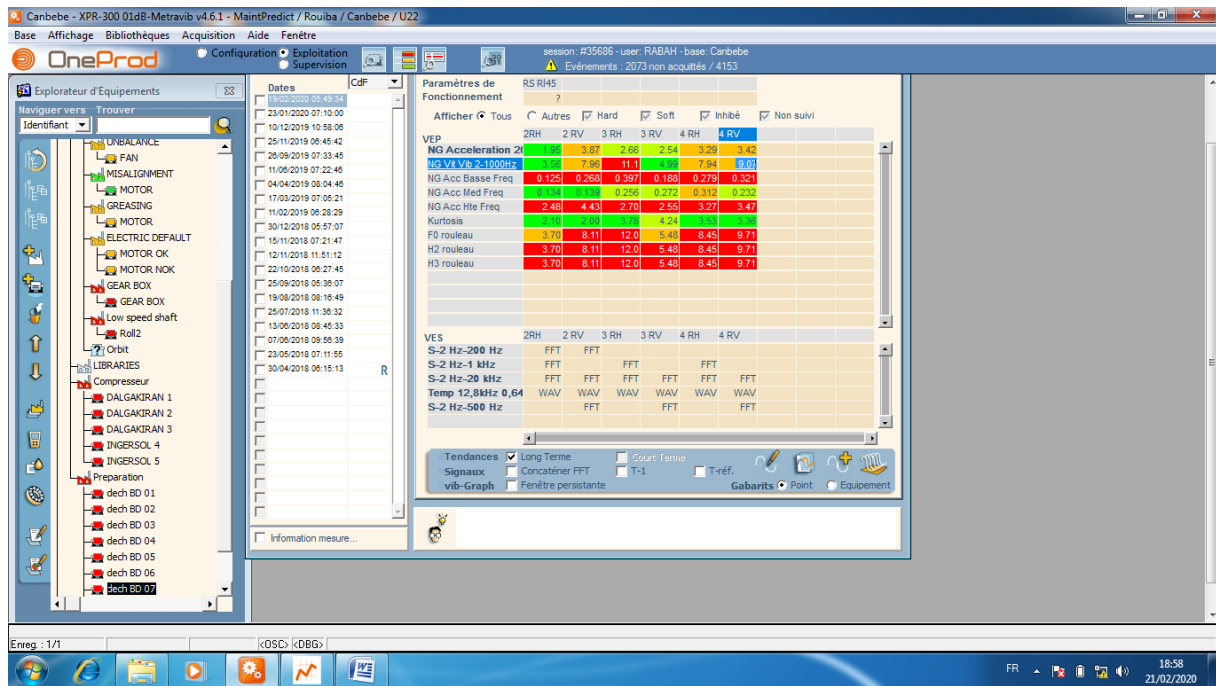 Canbebe - XPR-300 01dB-Metravib v4.6.1 - MaintPredict / Rouiba / Canbebe / U22
Base Affichage Bibliothèques Acquisition Aide Fenêtre
OneProd
Configuration Exploitation
Supervision
session: #35686 - user: RABAH - base: Canbebe
Evénements : 2073 non acquittés / 4153
Explorateur d'Equipements
Naviguer vers Trouver
Identifiant
UNBALANCE
FAN
MISALIGNMENT
MOTOR
GREASING
MOTOR
ELECTRIC DEFAULT
MOTOR OK
MOTOR NOK
GEAR BOX
GEAR BOX
Low speed shaft
Roll2
Orbit
LIBRARIES
Compresseur
DALGAKIRAN 1
DALGAKIRAN 2
DALGAKIRAN 3
INGERSOL 4
INGERSOL 5
Preparation
dech BD 01
dech BD 02
dech BD 03
dech BD 04
dech BD 05
dech BD 06
dech BD 07
Dates CdF
19/02/2020 05:49:34
23/01/2020 07:10:00
10/12/2019 10:58:06
25/11/2019 06:45:42
26/09/2019 07:33:45
11/06/2019 07:22:46
04/04/2019 08:04:46
17/03/2019 07:05:21
11/02/2019 06:28:29
30/12/2018 05:57:07
15/11/2018 07:21:47
12/11/2018 11:51:12
22/10/2018 06:27:45
25/09/2018 05:36:07
19/08/2018 08:16:49
25/07/2018 11:36:32
13/06/2018 08:45:33
07/06/2018 09:56:39
23/05/2018 07:11:55
30/04/2018 06:15:13 R
Information mesure...
Paramètres de RS Rl45
Fonctionnement ?
Afficher Tous Autres Hard Soft Inhibé Non suivi
VEP 2RH 2 RV 3 RH 3 RV 4 RH 4 RV
NG Acceleration 2 1.95 3.87 2.66 2.54 3.29 3.42
NG Vit Vib 2-1000Hz 3.56 7.96 11.1 4.99 7.94 9.07
NG Acc Basse Freq 0.125 0.268 0.397 0.188 0.279 0.321
NG Acc Med Freq 0.134 0.139 0.256 0.272 0.312 0.232
NG Acc Hte Freq 2.48 4.43 2.70 2.55 3.27 3.47
Kurtosis 2.10 2.00 3.78 4.24 3.53 3.36
F0 rouleau 3.70 8.11 12.0 5.48 8.45 9.71
H2 rouleau 3.70 8.11 12.0 5.48 8.45 9.71
H3 rouleau 3.70 8.11 12.0 5.48 8.45 9.71
VES 2RH 2 RV 3 RH 3 RV 4 RH 4 RV
S-2 Hz-200 Hz FFT FFT
S-2 Hz-1 kHz FFT FFT FFT
S-2 Hz-20 kHz FFT FFT FFT FFT FFT FFT
Temp 12,8kHz 0,64 WAV WAV WAV WAV WAV WAV
S-2 Hz-500 Hz FFT FFT FFT
Tendances Long Terme Court Terme
Signaux Concaténer FFT T-1 T-réf.
vib-Graph Fenêtre persistante Gabarits Point Equipement
Enreg. : 1/1 <OSC> <DBG>
FR 18:58
21/02/2020